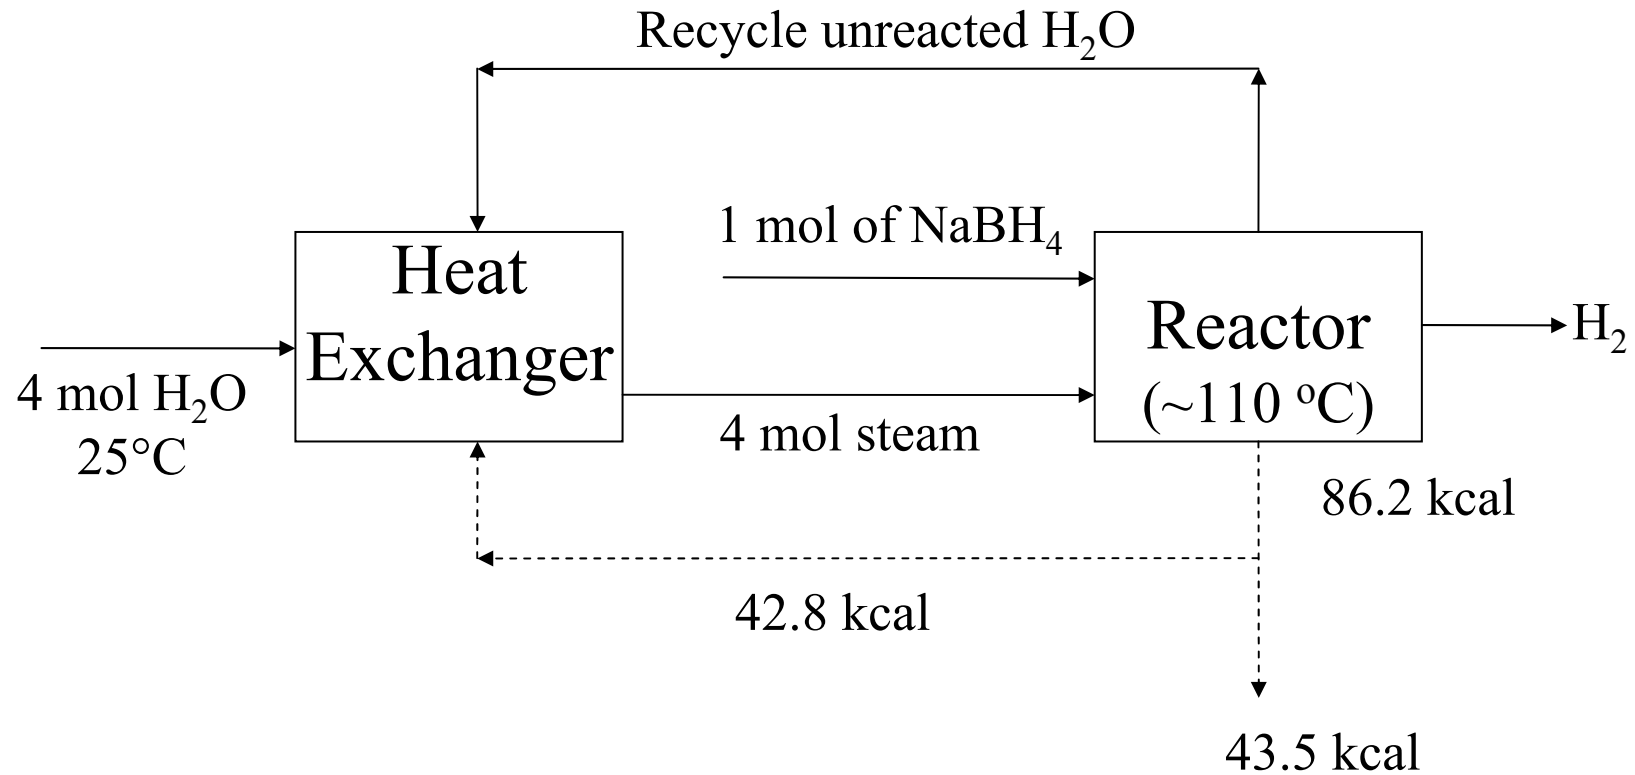 Recycle unreacted H₂O
1 mol of NaBH₄
Heat
Exchanger
Reactor
(~110 °C)
H₂
4 mol H₂O
25°C
4 mol steam
86.2 kcal
42.8 kcal
43.5 kcal